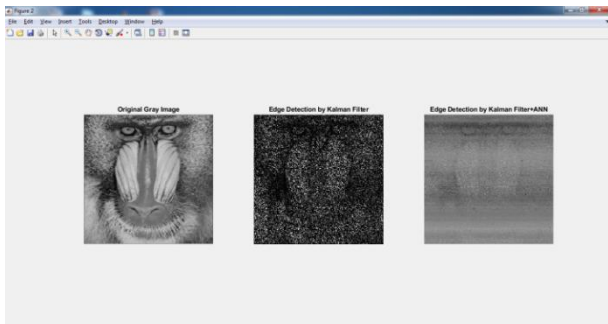 Figure 2
File Edit View Insert Tools Desktop Window Help
Original Gray Image
Edge Detection by Kalman Filter
Edge Detection by Kalman Filter+ANN